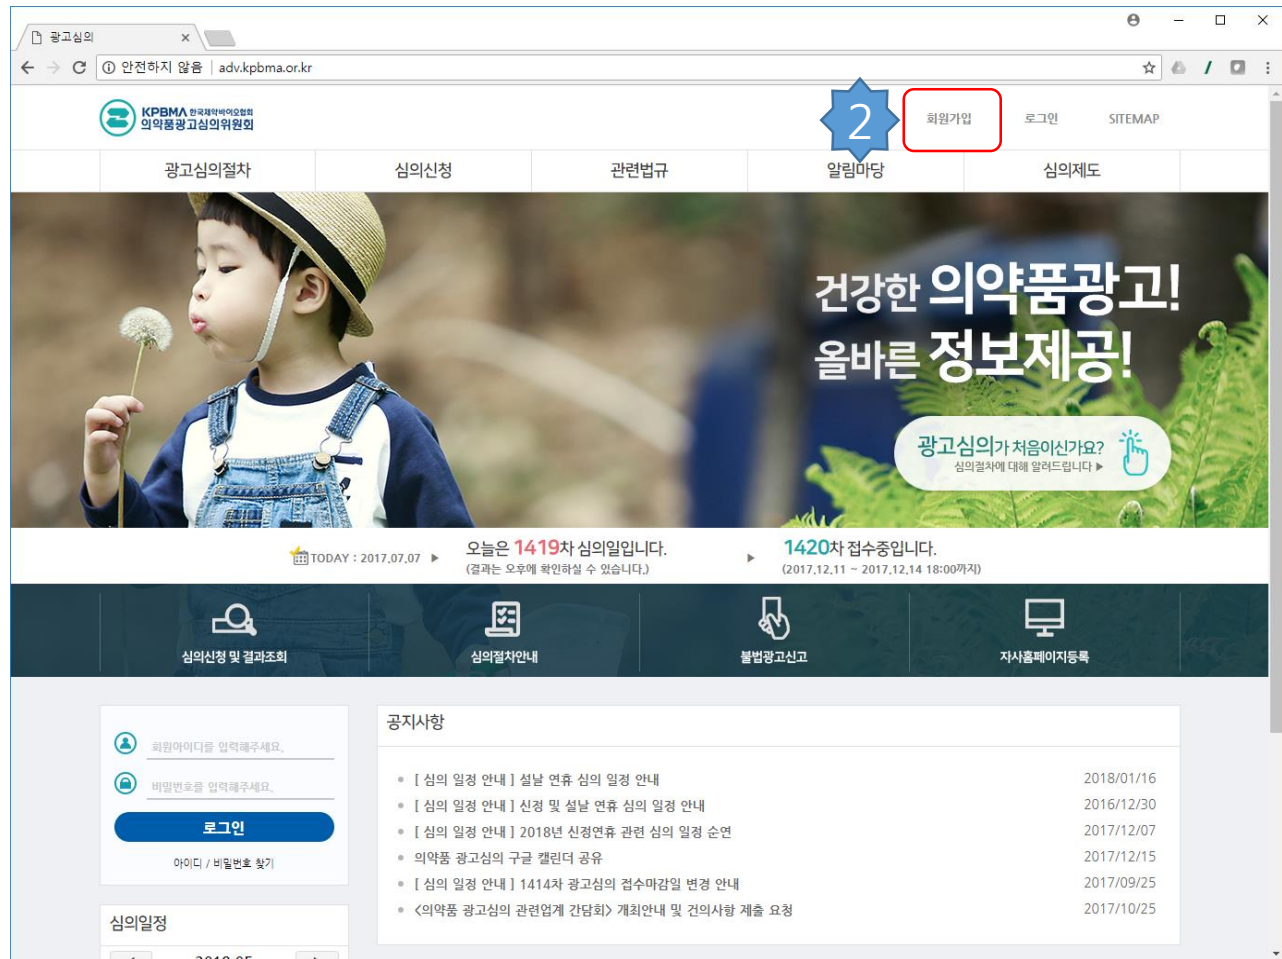 광고심의
안전하지 않음 | adv.kpbma.or.kr
KPBMA 한국제약바이오협회
의약품광고심의위원회
2
회원가입 로그인 SITEMAP
광고심의절차 심의신청 관련법규 알림마당 심의제도
건강한 의약품광고!
올바른 정보제공!
광고심의가 처음이신가요?
심의절차에 대해 알려드립니다 ▶
TODAY : 2017.07.07 ▶ 오늘은 1419차 심의일입니다. ▶ 1420차 접수중입니다.
(결과는 오후에 확인하실 수 있습니다.) (2017.12.11 ~ 2017.12.14 18:00까지)
심의신청 및 결과조회 심의절차안내 불법광고신고 자사홈페이지등록
회원아이디를 입력해주세요.
비밀번호를 입력해주세요.
로그인
아이디 / 비밀번호 찾기
심의일정
2018.05
공지사항
[ 심의 일정 안내 ] 설날 연휴 심의 일정 안내 2018/01/16
[ 심의 일정 안내 ] 신정 및 설날 연휴 심의 일정 안내 2016/12/30
[ 심의 일정 안내 ] 2018년 신정연휴 관련 심의 일정 순연 2017/12/07
의약품 광고심의 구글 캘린더 공유 2017/12/15
[ 심의 일정 안내 ] 1414차 광고심의 접수마감일 변경 안내 2017/09/25
<의약품 광고심의 관련업계 간담회> 개최안내 및 건의사항 제출 요청 2017/10/25